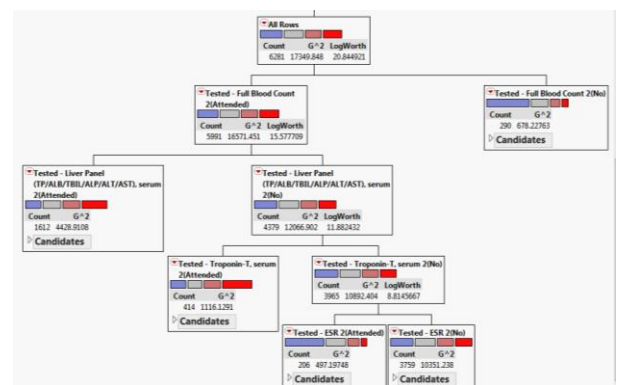 All Rows
Count G^2 LogWorth
6281 17349.848 20.844921
Tested - Full Blood Count
2(Attended)
Count G^2 LogWorth
5991 16571.451 15.577709
Tested - Full Blood Count 2(No)
Count G^2
290 678.22763
Candidates
Tested - Liver Panel
(TP/ALB/TBIL/ALP/ALT/AST), serum
2(Attended)
Count G^2
1612 4428.9108
Candidates
Tested - Liver Panel
(TP/ALB/TBIL/ALP/ALT/AST), serum
2(No)
Count G^2 LogWorth
4379 12066.902 11.882432
Tested - Troponin-T, serum
2(Attended)
Count G^2
414 1116.1291
Candidates
Tested - Troponin-T, serum 2(No)
Count G^2 LogWorth
3965 10892.404 8.8145667
Tested - ESR 2(Attended)
Count G^2
206 497.19748
Candidates
Tested - ESR 2(No)
Count G^2
3759 10351.238
Candidates